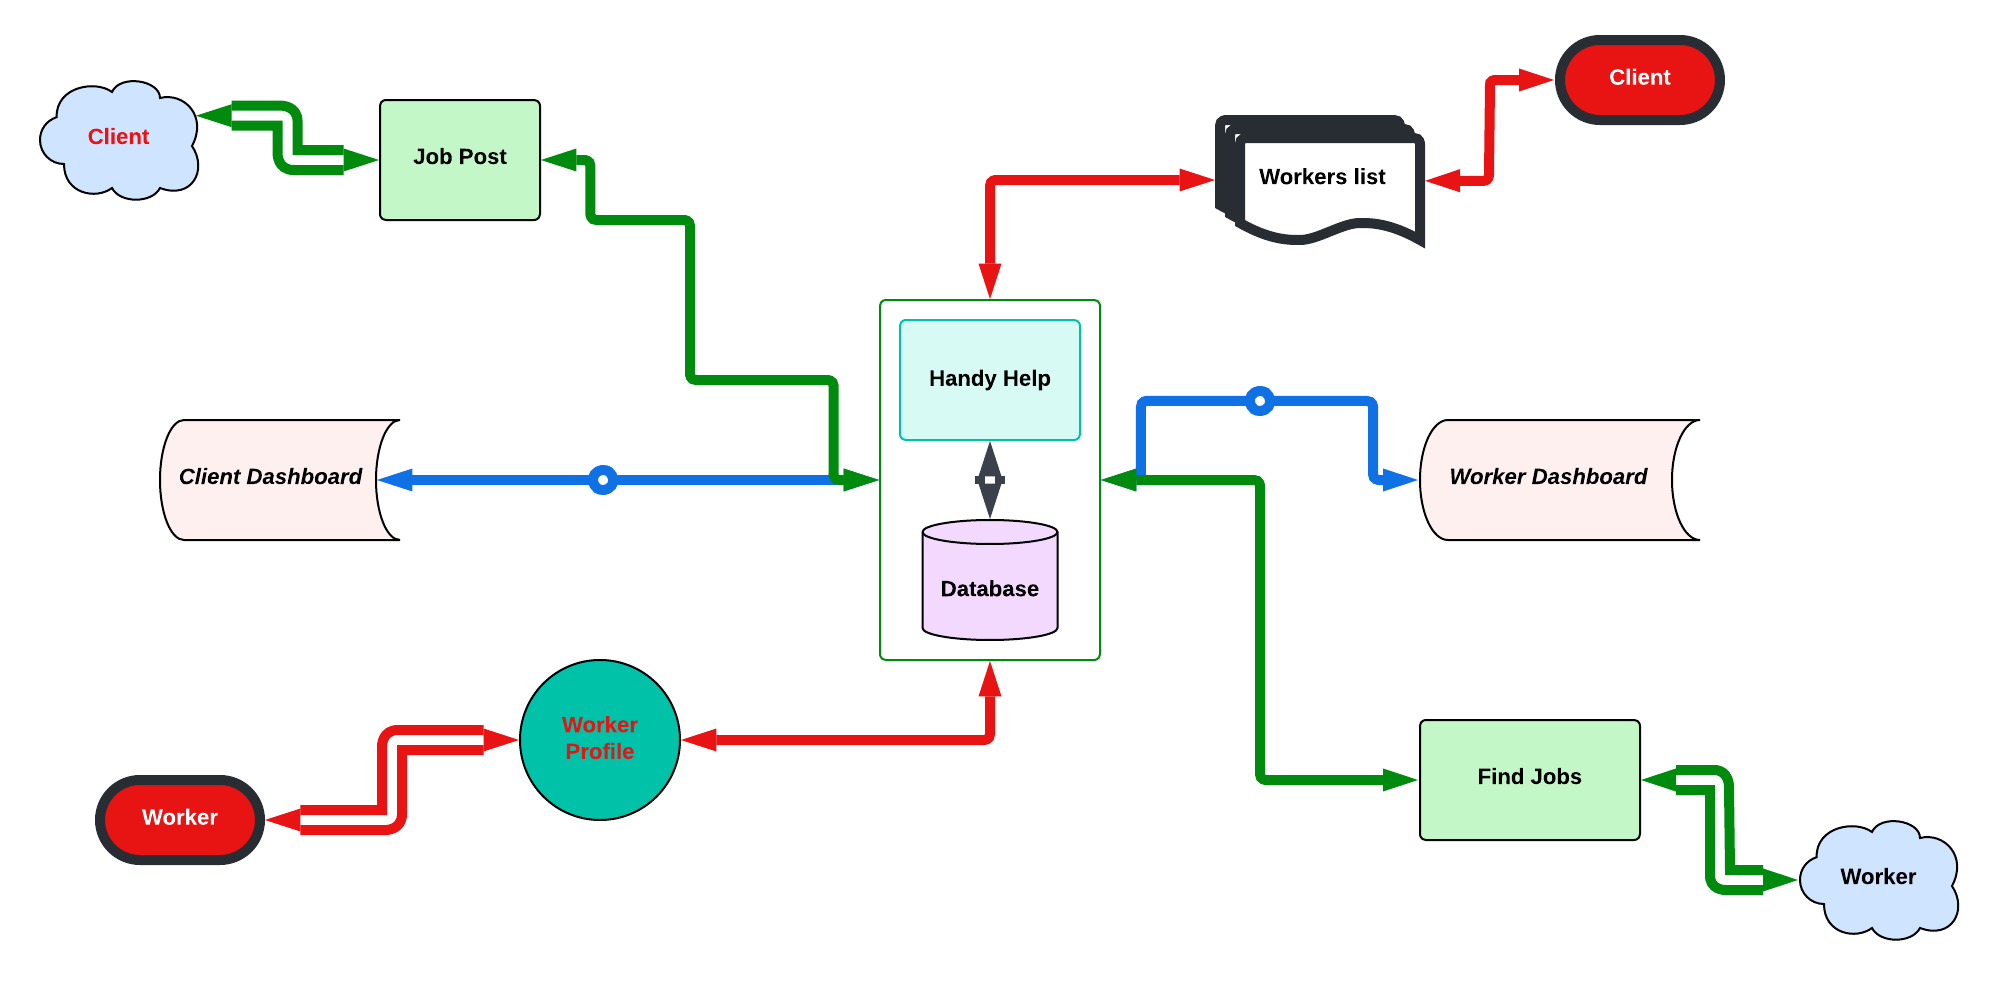 Client
Client
Job Post
Workers list
Handy Help
Client Dashboard
Worker Dashboard
Database
Worker
Profile
Find Jobs
Worker
Worker